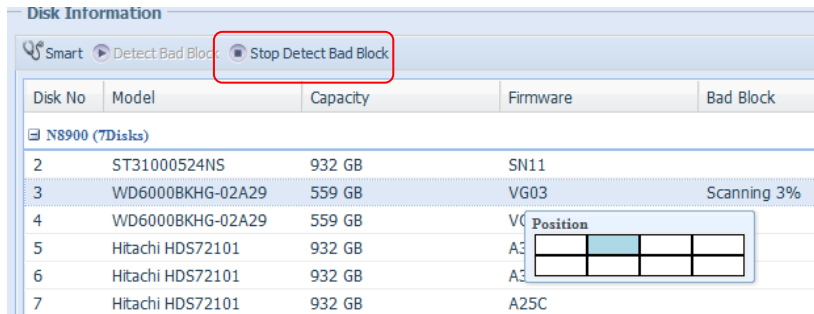 Disk Information
Smart Detect Bad Block Stop Detect Bad Block
Disk No Model Capacity Firmware Bad Block
N8900 (7Disks)
2 ST31000524NS 932 GB SN11
3 WD6000BKHG-02A29 559 GB VG03 Scanning 3%
4 WD6000BKHG-02A29 559 GB
Position
5 Hitachi HDS72101 932 GB
6 Hitachi HDS72101 932 GB
7 Hitachi HDS72101 932 GB A25C